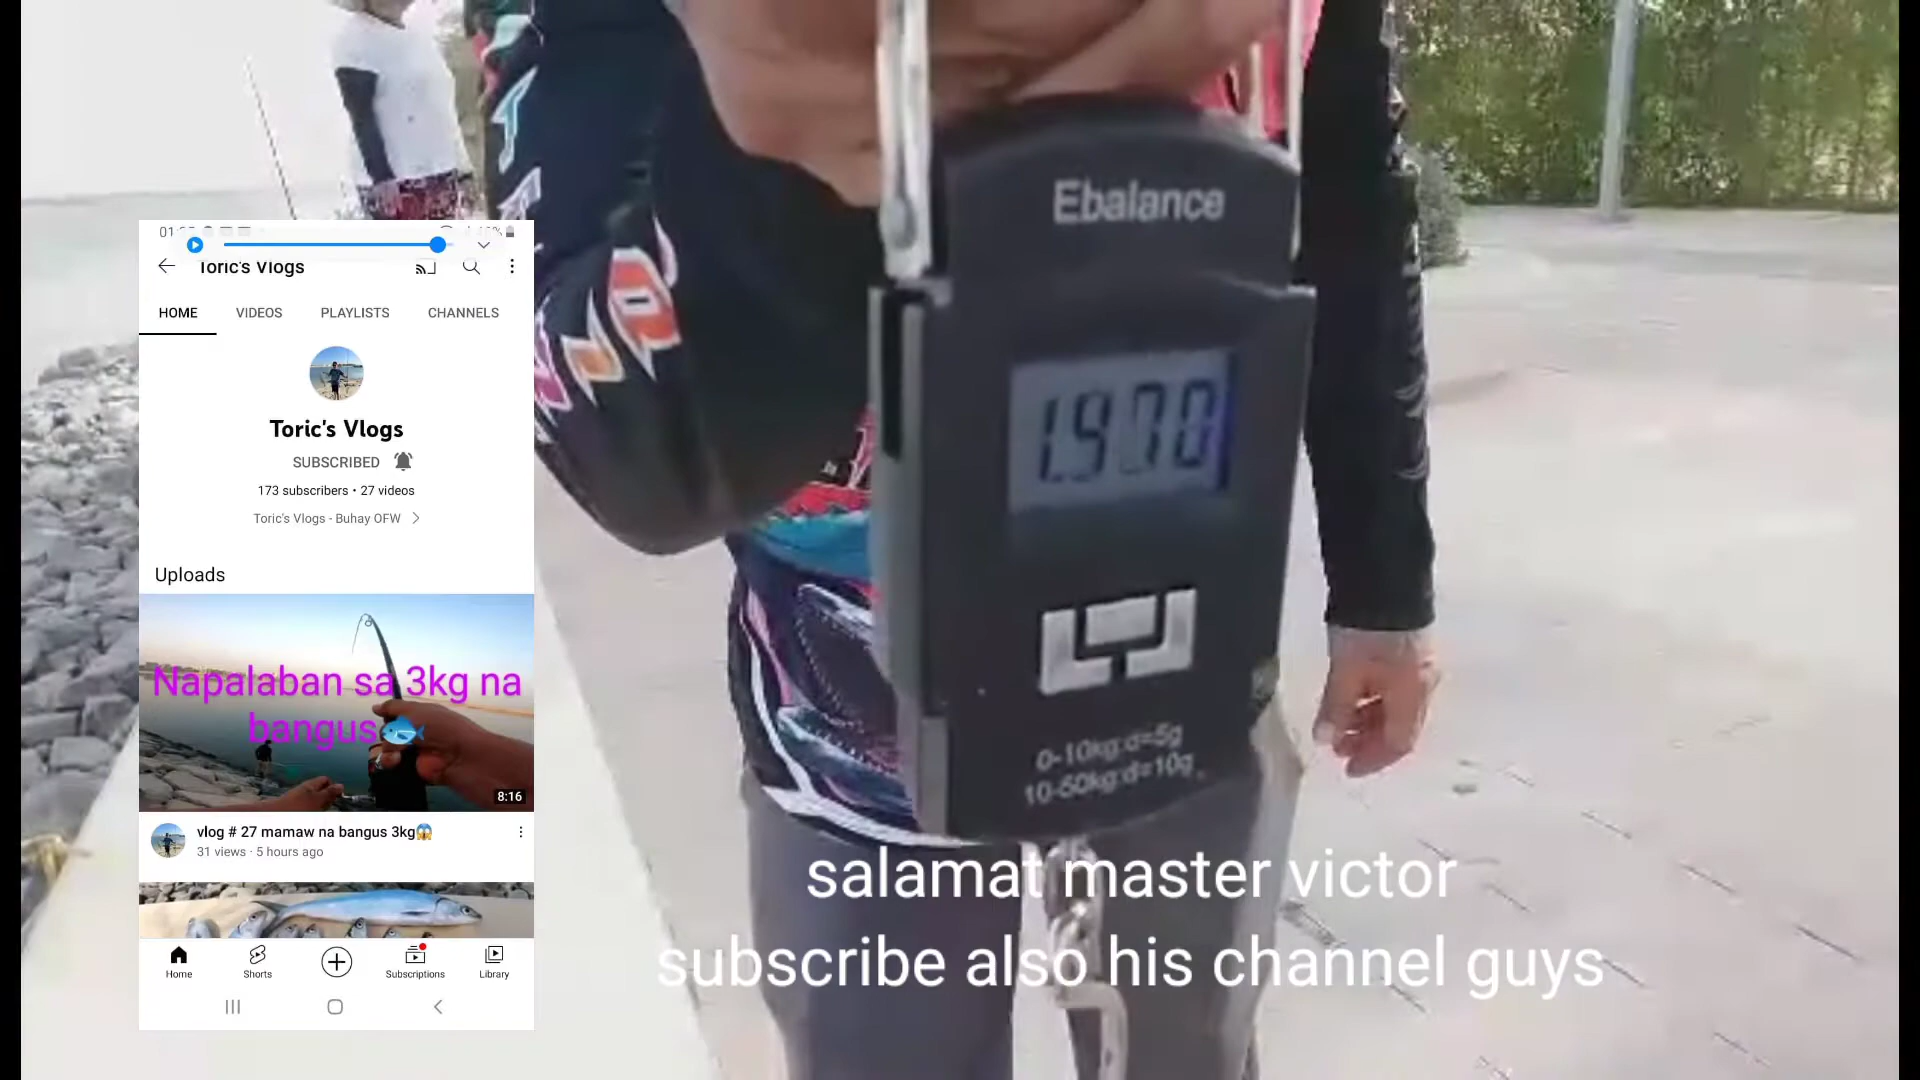 Ebalance
1.970
0-10kg:d=5g
10-50kg:d=10g
Toric's Vlogs
HOME
VIDEOS
PLAYLISTS
CHANNELS
Toric's Vlogs
SUBSCRIBED
173 subscribers • 27 videos
Toric's Vlogs - Buhay OFW
Uploads
Napalaban sa 3kg na
bangus🐟
8:16
vlog # 27 mamaw na bangus 3kg😱
31 views · 5 hours ago
Home
Shorts
Subscriptions
Library
salamat master victor
subscribe also his channel guys